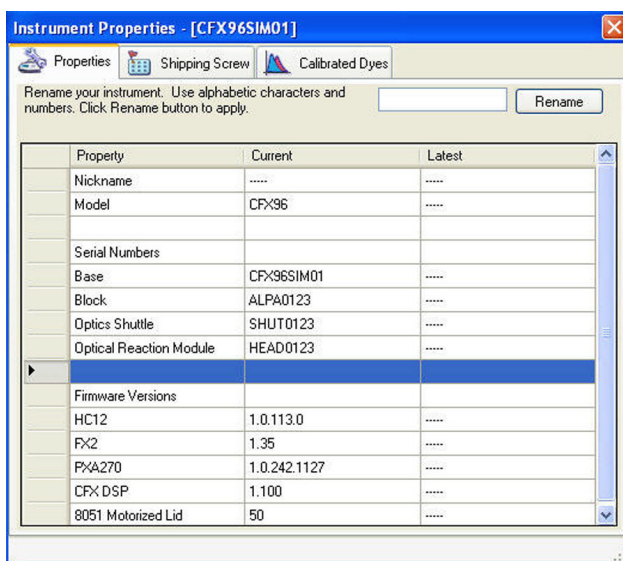 Instrument Properties - [CFX96SIM01]
Properties Shipping Screw Calibrated Dyes
Rename your instrument. Use alphabetic characters and
numbers. Click Rename button to apply.
Rename
Property Current Latest
Nickname ----- -----
Model CFX96 -----
Serial Numbers
Base CFX96SIM01 -----
Block ALPA0123 -----
Optics Shuttle SHUT0123 -----
Optical Reaction Module HEAD0123 -----
Firmware Versions
HC12 1.0.113.0 -----
FX2 1.35 -----
PXA270 1.0.242.1127 -----
CFX DSP 1.100 -----
8051 Motorized Lid 50 -----